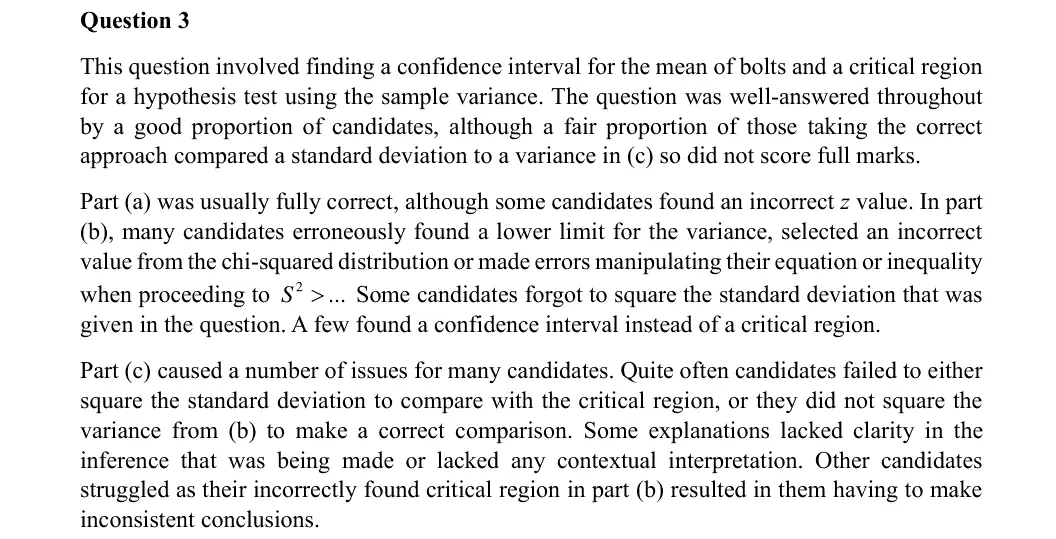 Question 3
This question involved finding a confidence interval for the mean of bolts and a critical region
for a hypothesis test using the sample variance. The question was well-answered throughout
by a good proportion of candidates, although a fair proportion of those taking the correct
approach compared a standard deviation to a variance in (c) so did not score full marks.
Part (a) was usually fully correct, although some candidates found an incorrect z value. In part
(b), many candidates erroneously found a lower limit for the variance, selected an incorrect
value from the chi-squared distribution or made errors manipulating their equation or inequality
when proceeding to S² >... Some candidates forgot to square the standard deviation that was
given in the question. A few found a confidence interval instead of a critical region.
Part (c) caused a number of issues for many candidates. Quite often candidates failed to either
square the standard deviation to compare with the critical region, or they did not square the
variance from (b) to make a correct comparison. Some explanations lacked clarity in the
inference that was being made or lacked any contextual interpretation. Other candidates
struggled as their incorrectly found critical region in part (b) resulted in them having to make
inconsistent conclusions.